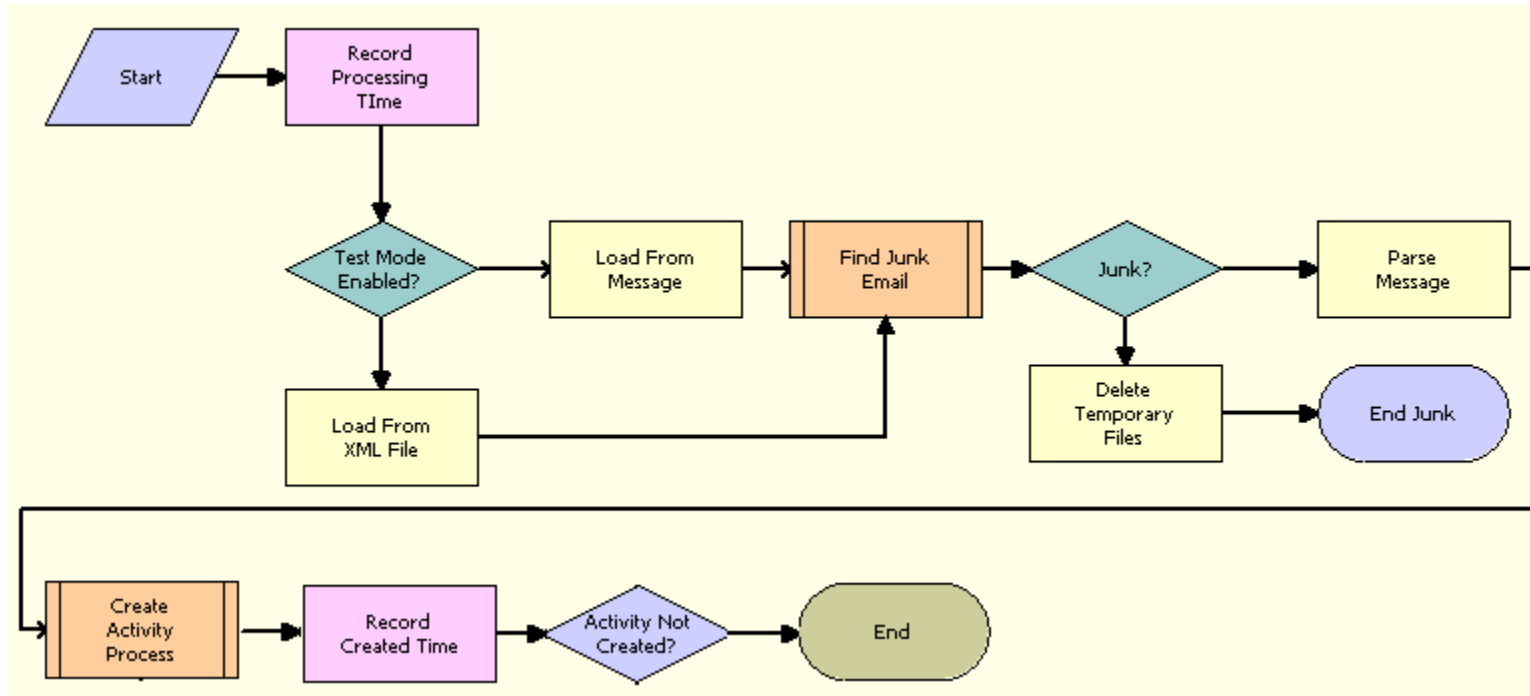 Start
Record
Processing
TIme
Test Mode
Enabled?
Load From
Message
Find Junk
Email
Junk?
Parse
Message
Load From
XML File
Delete
Temporary
Files
End Junk
Create
Activity
Process
Record
Created Time
Activity Not
Created?
End